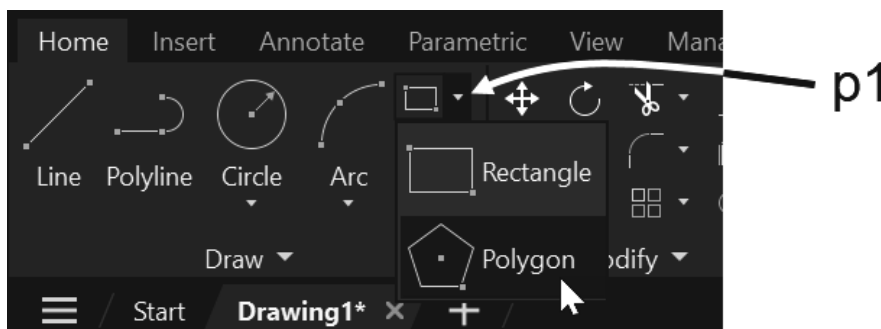 Home Insert Annotate Parametric View Mana
p1
Rectangle
Line Polyline Circle Arc
Polygon
Draw odify
Start Drawing1*